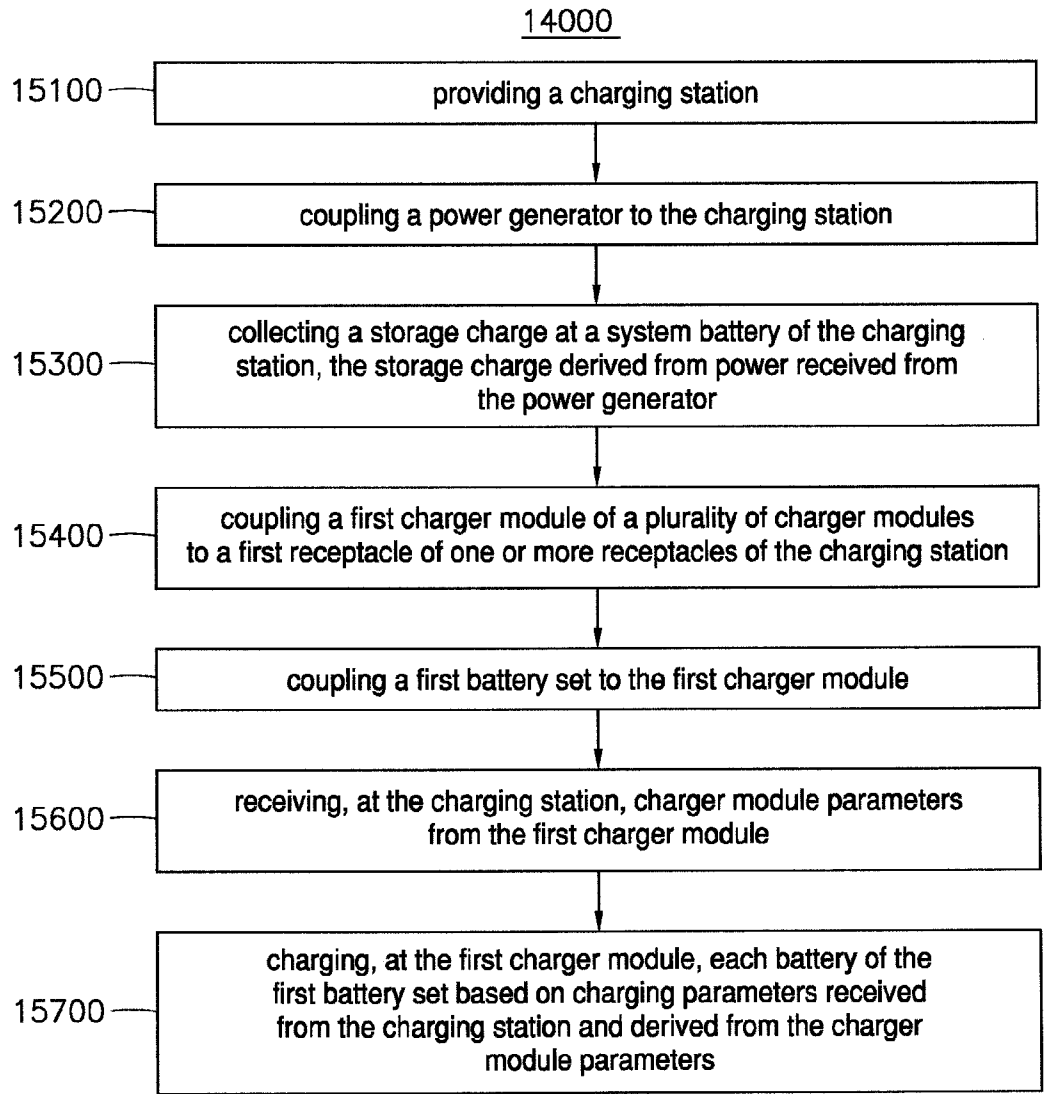 14000
15100
providing a charging station
15200
coupling a power generator to the charging station
15300
collecting a storage charge at a system battery of the charging
station, the storage charge derived from power received from
the power generator
15400
coupling a first charger module of a plurality of charger modules
to a first receptacle of one or more receptacles of the charging station
15500
coupling a first battery set to the first charger module
15600
receiving, at the charging station, charger module parameters
from the first charger module
15700
charging, at the first charger module, each battery of the
first battery set based on charging parameters received
from the charging station and derived from the charger
module parameters